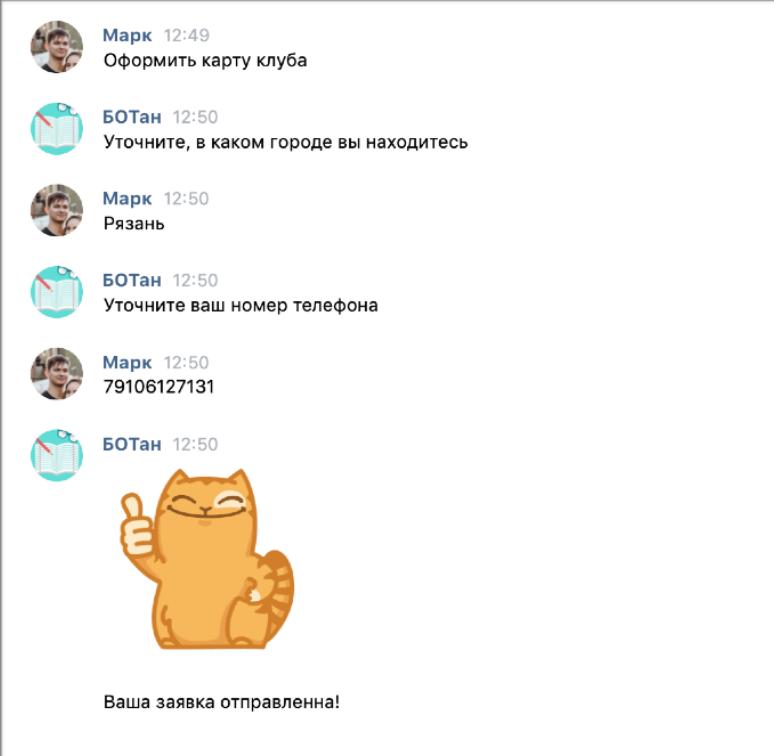 Марк 12:49
Оформить карту клуба
БОТан 12:50
Уточните, в каком городе вы находитесь
Марк 12:50
Рязань
БОТан 12:50
Уточните ваш номер телефона
Марк 12:50
79106127131
БОТан 12:50
Ваша заявка отправленна!